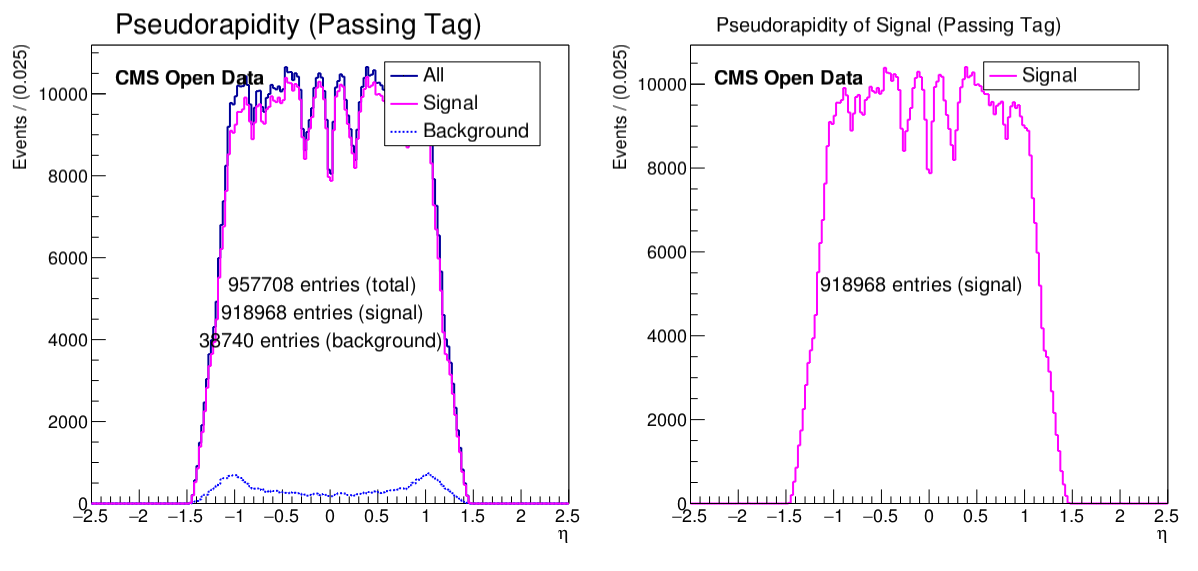 Pseudorapidity (Passing Tag)
Events / (0.025)
CMS Open Data
All
Signal
Background
10000
8000
6000
4000
2000
0
957708 entries (total)
918968 entries (signal)
38740 entries (background)
−2.5 −2 −1.5 −1 −0.5 0 0.5 1 1.5 2 2.5
η
Pseudorapidity of Signal (Passing Tag)
Events / (0.025)
CMS Open Data
Signal
10000
8000
6000
4000
2000
0
918968 entries (signal)
−2.5 −2 −1.5 −1 −0.5 0 0.5 1 1.5 2 2.5
η